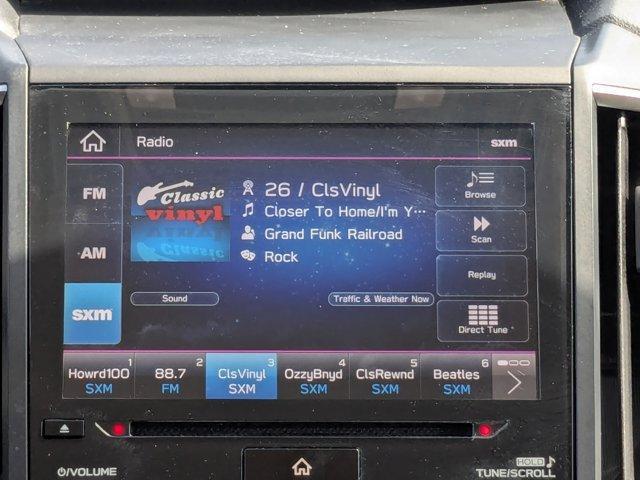 Radio
sxm
FM
AM
sxm
Classic
vinyl
26 / ClsVinyl
Closer To Home/I'm Y···
Grand Funk Railroad
Rock
Browse
Scan
Replay
Direct Tune
Sound
Traffic & Weather Now
1 2 3 4 5 6
Howrd100 88.7 ClsVinyl OzzyBnyd ClsRewnd Beatles
SXM FM SXM SXM SXM SXM
HOLD
VOLUME
TUNE/SCROLL